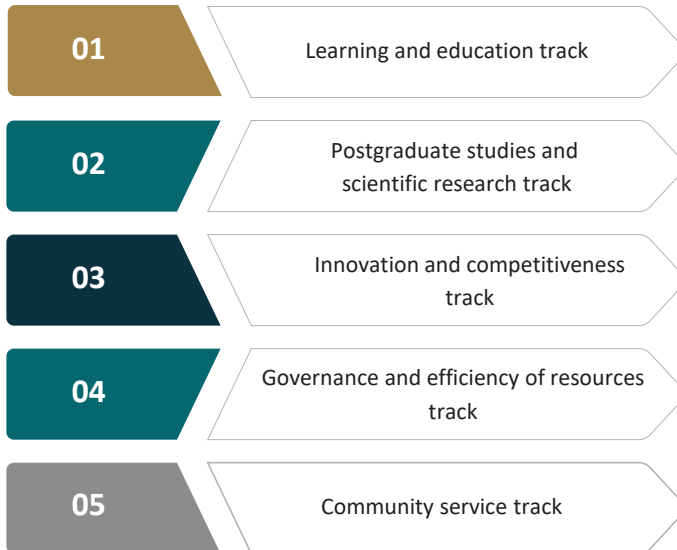 01
Learning and education track
02
Postgraduate studies and
scientific research track
03
Innovation and competitiveness
track
04
Governance and efficiency of resources
track
05
Community service track